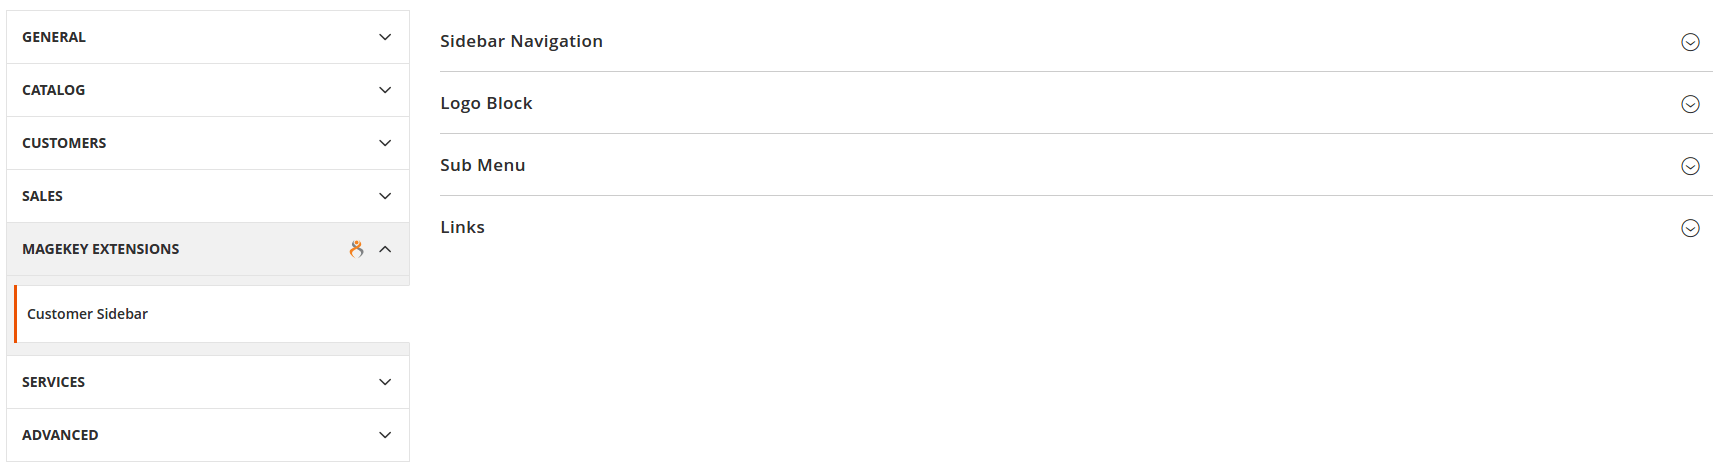 GENERAL
CATALOG
CUSTOMERS
SALES
MAGEKEY EXTENSIONS
Customer Sidebar
SERVICES
ADVANCED
Sidebar Navigation
Logo Block
Sub Menu
Links